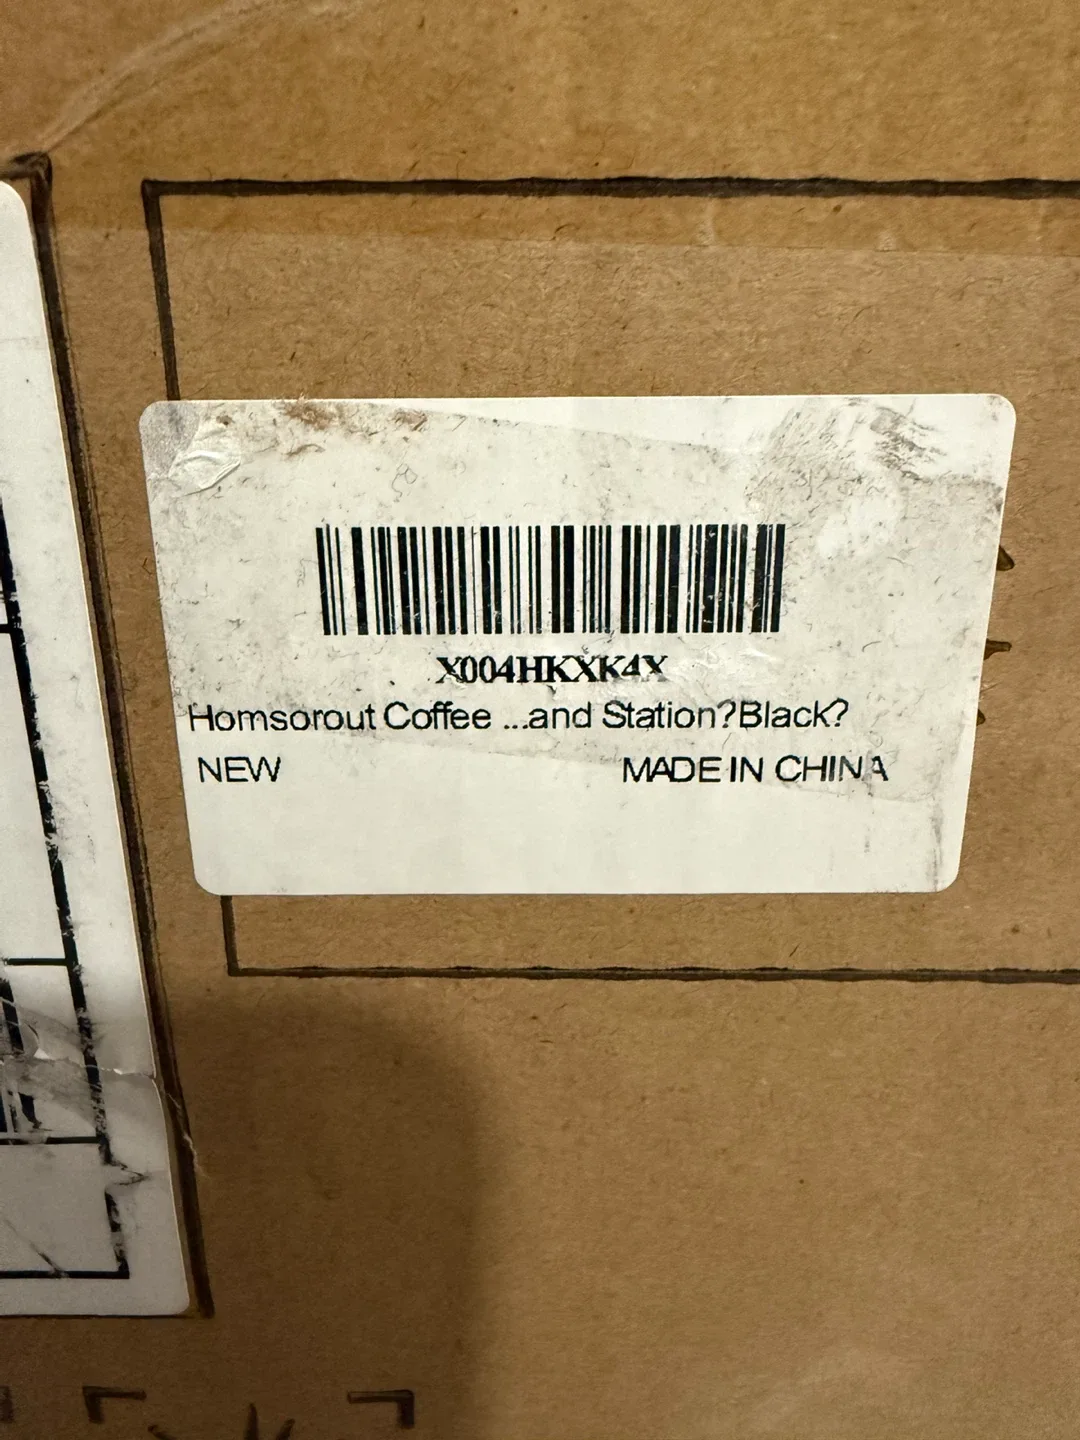 X004HKXK4X
Homsorout Coffee ...and Station?Black?
NEW
MADE IN CHINA